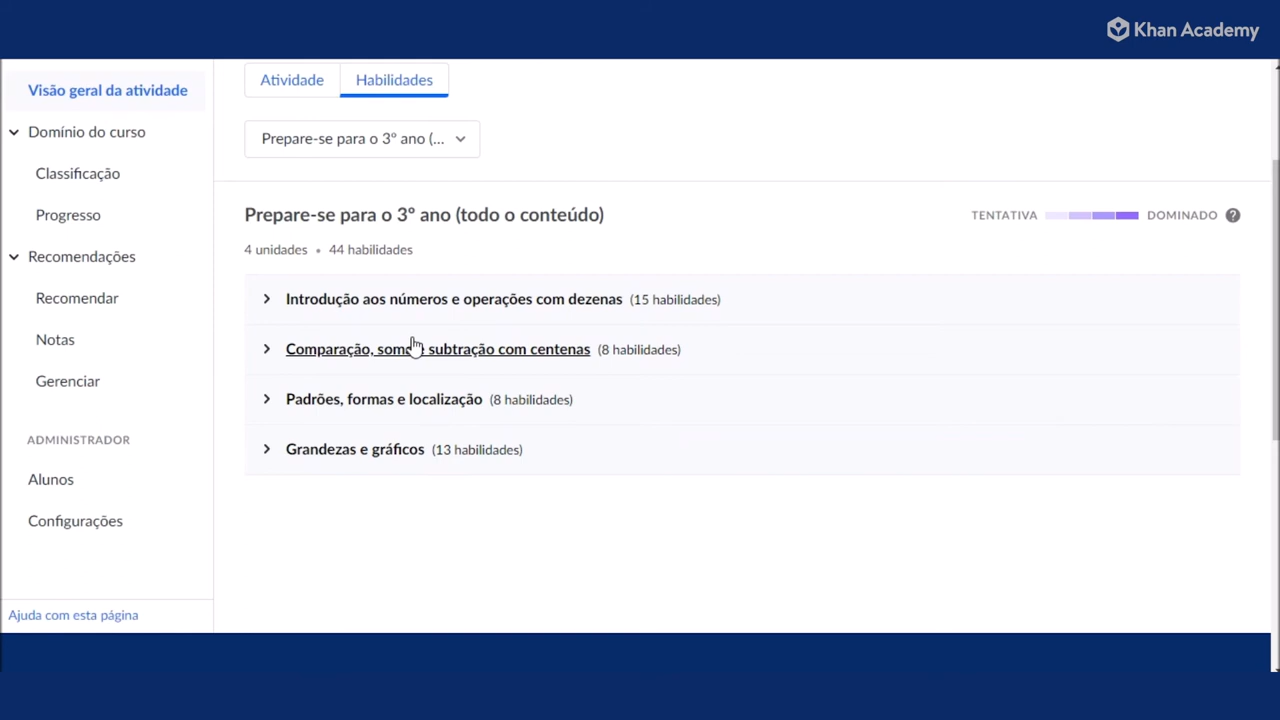 Khan Academy
Visão geral da atividade
Domínio do curso
Classificação
Progresso
Recomendações
Recomendar
Notas
Gerenciar
ADMINISTRADOR
Alunos
Configurações
Ajuda com esta página
Atividade Habilidades
Prepare-se para o 3º ano (...
Prepare-se para o 3º ano (todo o conteúdo)
TENTATIVA DOMINADO ?
4 unidades • 44 habilidades
Introdução aos números e operações com dezenas (15 habilidades)
Comparação, soma e subtração com centenas (8 habilidades)
Padrões, formas e localização (8 habilidades)
Grandezas e gráficos (13 habilidades)